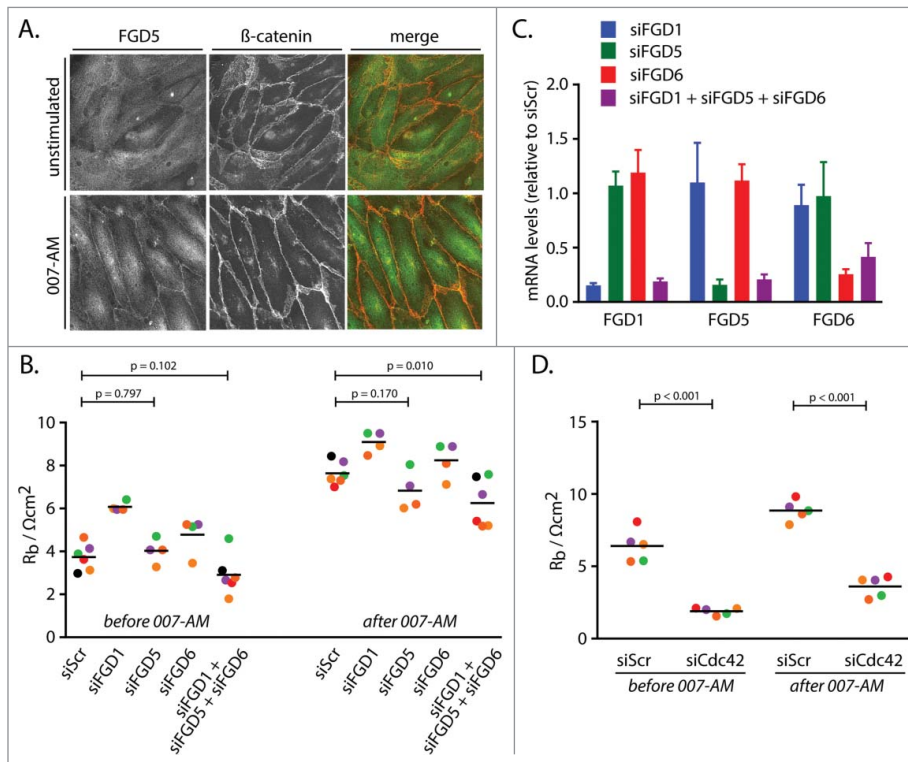 A.
FGD5 ß-catenin merge
unstimulated
007-AM
C.
siFGD1
siFGD5
siFGD6
siFGD1 + siFGD5 + siFGD6
mRNA levels (relative to siScr)
2.0
1.5
1.0
0.5
0.0
FGD1 FGD5 FGD6
B.
p = 0.102
p = 0.797
p = 0.010
p = 0.170
R_b / Ωcm2
10
8
6
4
2
0
before 007-AM
after 007-AM
siScr
siFGD1
siFGD5
siFGD6
siFGD1 +
siFGD5 + siFGD6
siScr
siFGD1
siFGD5
siFGD6
siFGD1 +
siFGD5 + siFGD6
D.
p < 0.001
p < 0.001
R_b / Ωcm2
15
10
5
0
siScr siCdc42 siScr siCdc42
before 007-AM after 007-AM